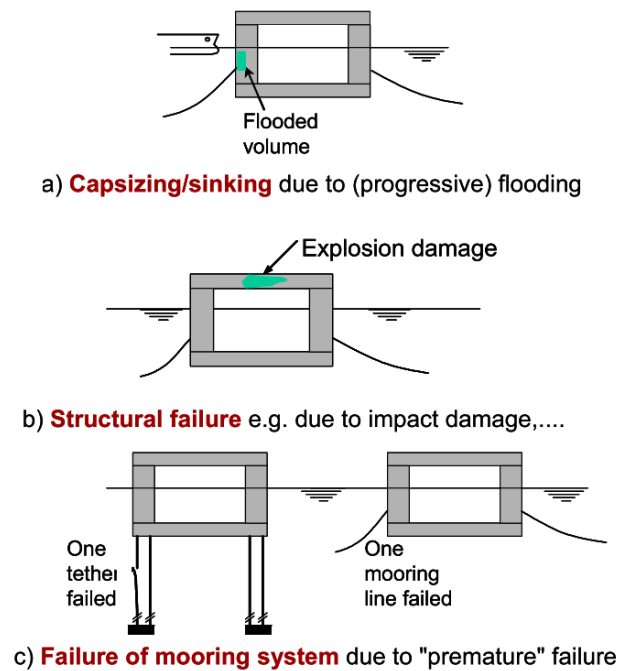 Flooded
volume
a) Capsizing/sinking due to (progressive) flooding
Explosion damage
b) Structural failure e.g. due to impact damage,....
One
tether
failed
One
mooring
line failed
c) Failure of mooring system due to "premature" failure